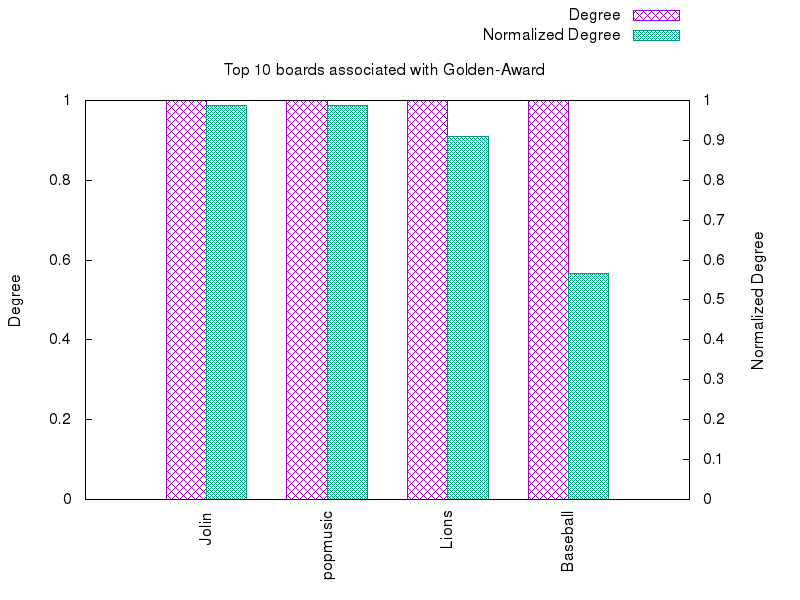 Degree
Normalized Degree
Top 10 boards associated with Golden-Award
1
0.8
0.6
0.4
0.2
0
Degree
1
0.9
0.8
0.7
0.6
0.5
0.4
0.3
0.2
0.1
0
Normalized Degree
Jolin
popmusic
Lions
Baseball